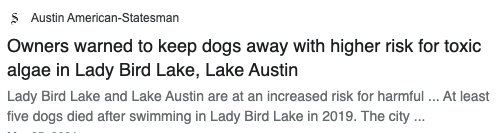 Austin American-Statesman
Owners warned to keep dogs away with higher risk for toxic
algae in Lady Bird Lake, Lake Austin
Lady Bird Lake and Lake Austin are at an increased risk for harmful ... At least
five dogs died after swimming in Lady Bird Lake in 2019. The city ...